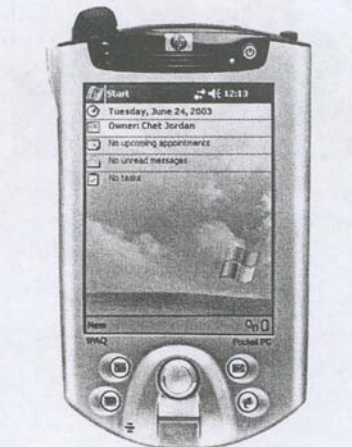 hp
Start 12:13
Tuesday, June 24, 2003
Owner: Chet Jordan
No upcoming appointments
No unread messages
No tasks
New
iPAQ Pocket PC